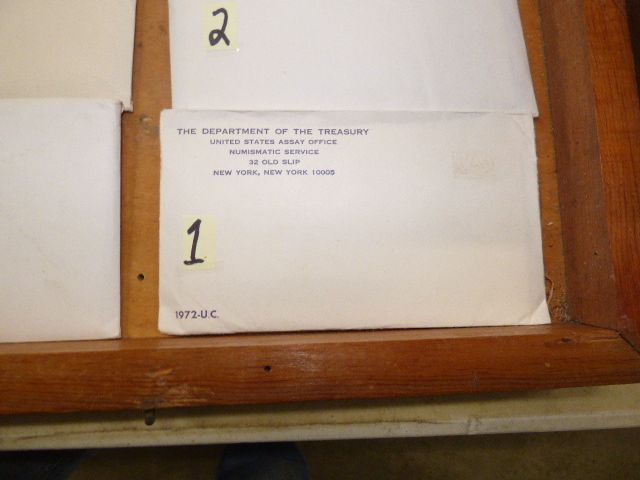 2
THE DEPARTMENT OF THE TREASURY
UNITED STATES ASSAY OFFICE
NUMISMATIC SERVICE
32 OLD SLIP
NEW YORK, NEW YORK 10005
1
1972-U.C.